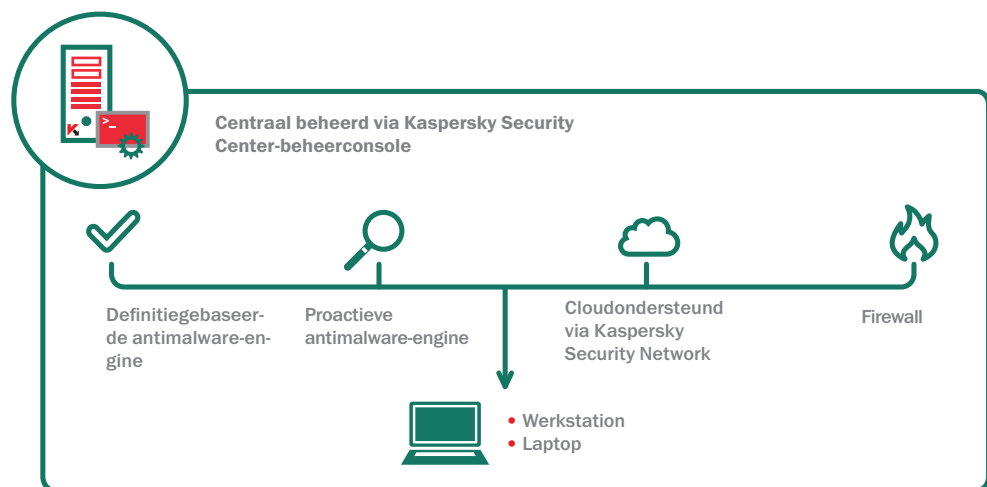 >_
Centraal beheerd via Kaspersky Security
Center-beheerconsole
Definitiegebaseer-
de antimalware-en-
gine
Proactieve
antimalware-engine
Cloudondersteund
via Kaspersky
Security Network
Firewall
• Werkstation
• Laptop